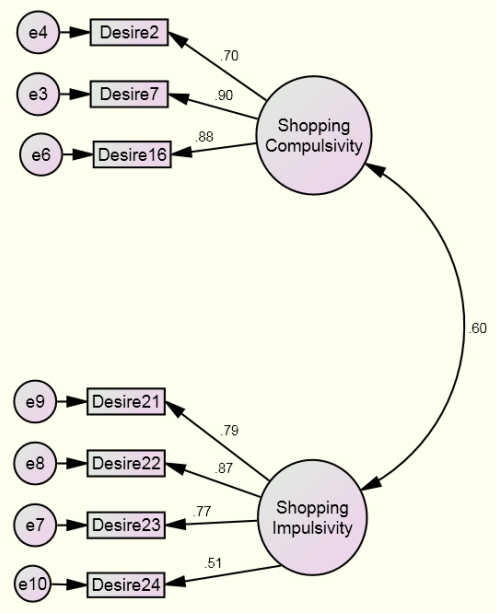 e4
Desire2
.70
e3
Desire7
.90
e6
Desire16
.88
Shopping
Compulsivity
.60
e9
Desire21
.79
e8
Desire22
.87
e7
Desire23
.77
e10
Desire24
.51
Shopping
Impulsivity